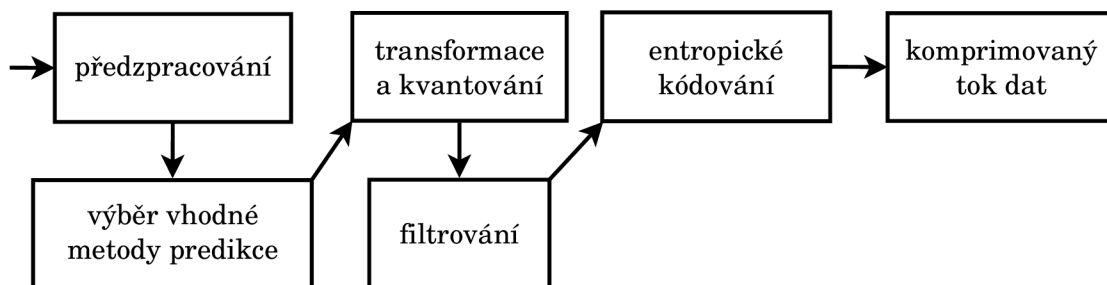 předzpracování
výběr vhodné
metody predikce
transformace
a kvantování
filtrování
entropické
kódování
komprimovaný
tok dat